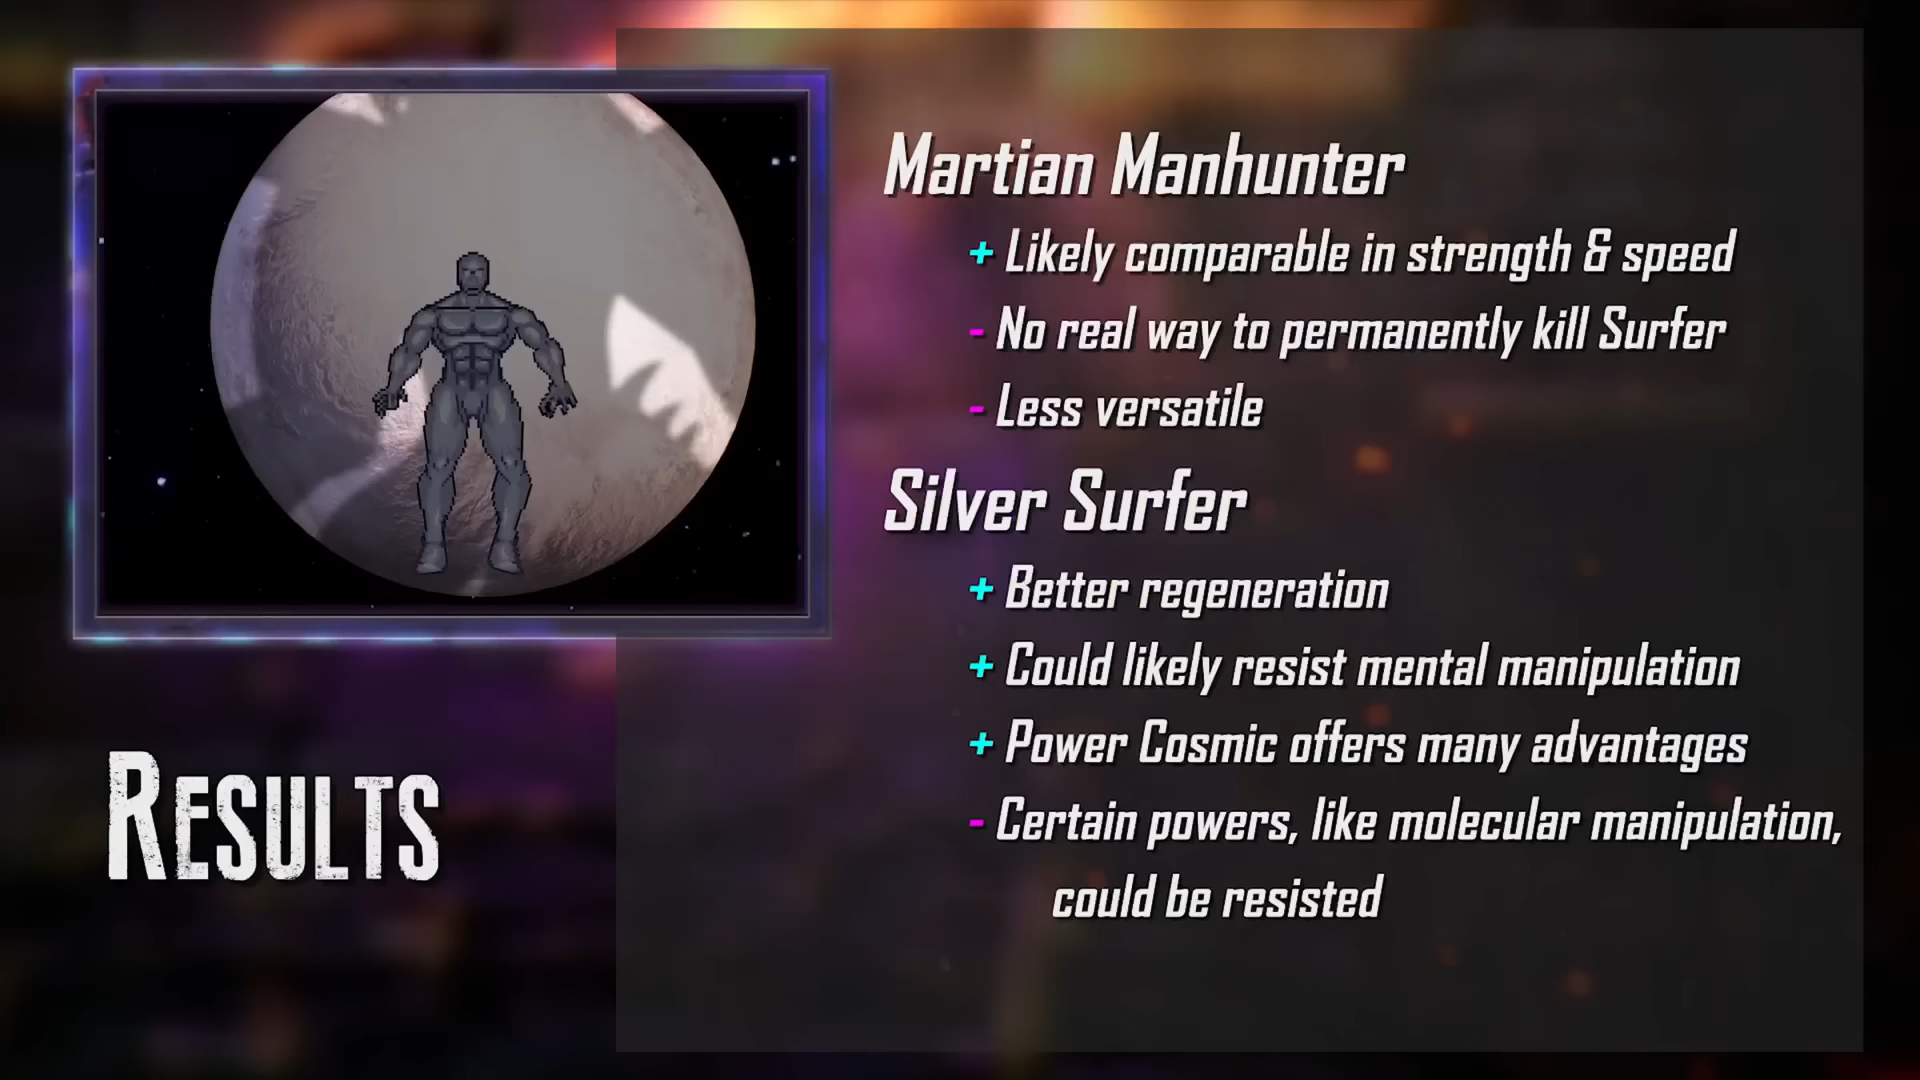 Martian Manhunter
+ Likely comparable in strength & speed
- No real way to permanently kill Surfer
- Less versatile
Silver Surfer
+ Better regeneration
+ Could likely resist mental manipulation
+ Power Cosmic offers many advantages
- Certain powers, like molecular manipulation,
could be resisted
Results